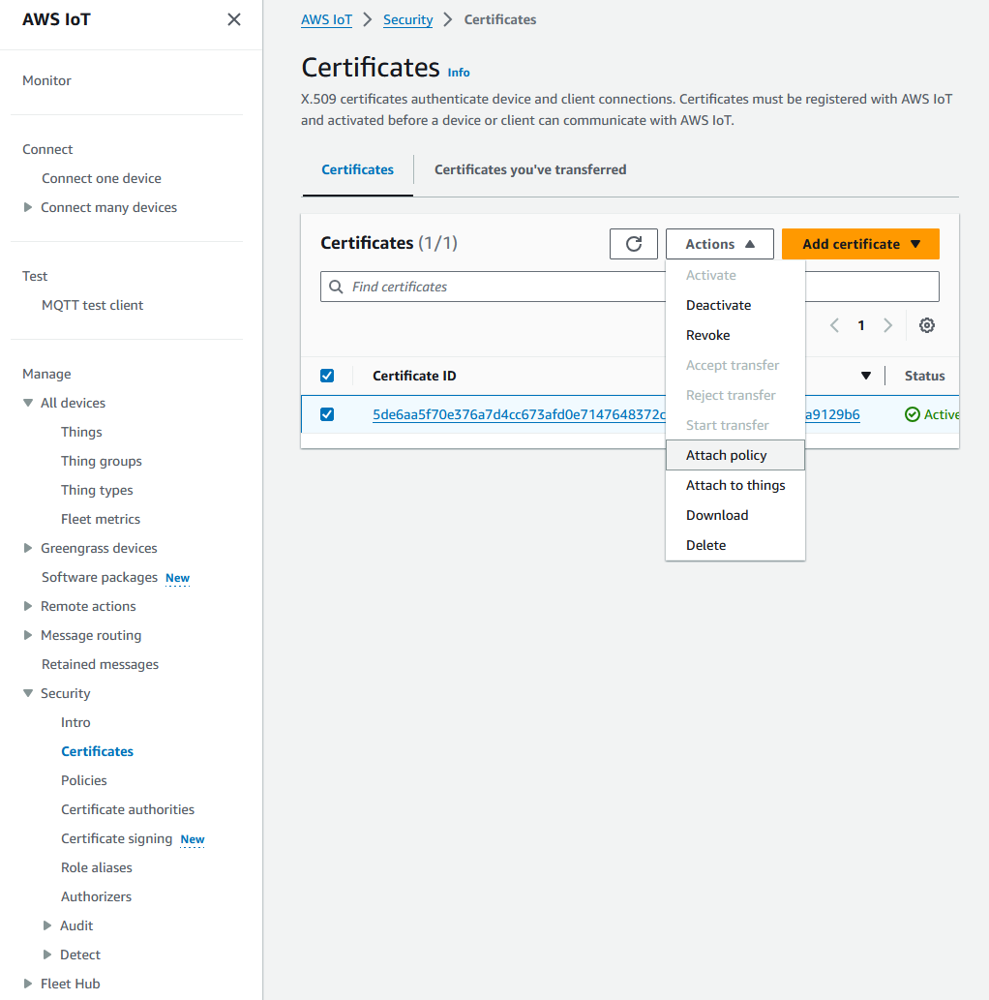 AWS IoT
Monitor
Connect
Connect one device
Connect many devices
Test
MQTT test client
Manage
All devices
Things
Thing groups
Thing types
Fleet metrics
Greengrass devices
Software packages New
Remote actions
Message routing
Retained messages
Security
Intro
Certificates
Policies
Certificate authorities
Certificate signing New
Role aliases
Authorizers
Audit
Detect
Fleet Hub
AWS IoT > Security > Certificates
Certificates Info
X.509 certificates authenticate device and client connections. Certificates must be registered with AWS IoT
and activated before a device or client can communicate with AWS IoT.
Certificates Certificates you've transferred
Certificates (1/1) Actions Add certificate
Find certificates
1
Certificate ID Status
5de6aa5f70e376a7d4cc673afd0e7147648372c a9129b6 Active
Activate
Deactivate
Revoke
Accept transfer
Reject transfer
Start transfer
Attach policy
Attach to things
Download
Delete